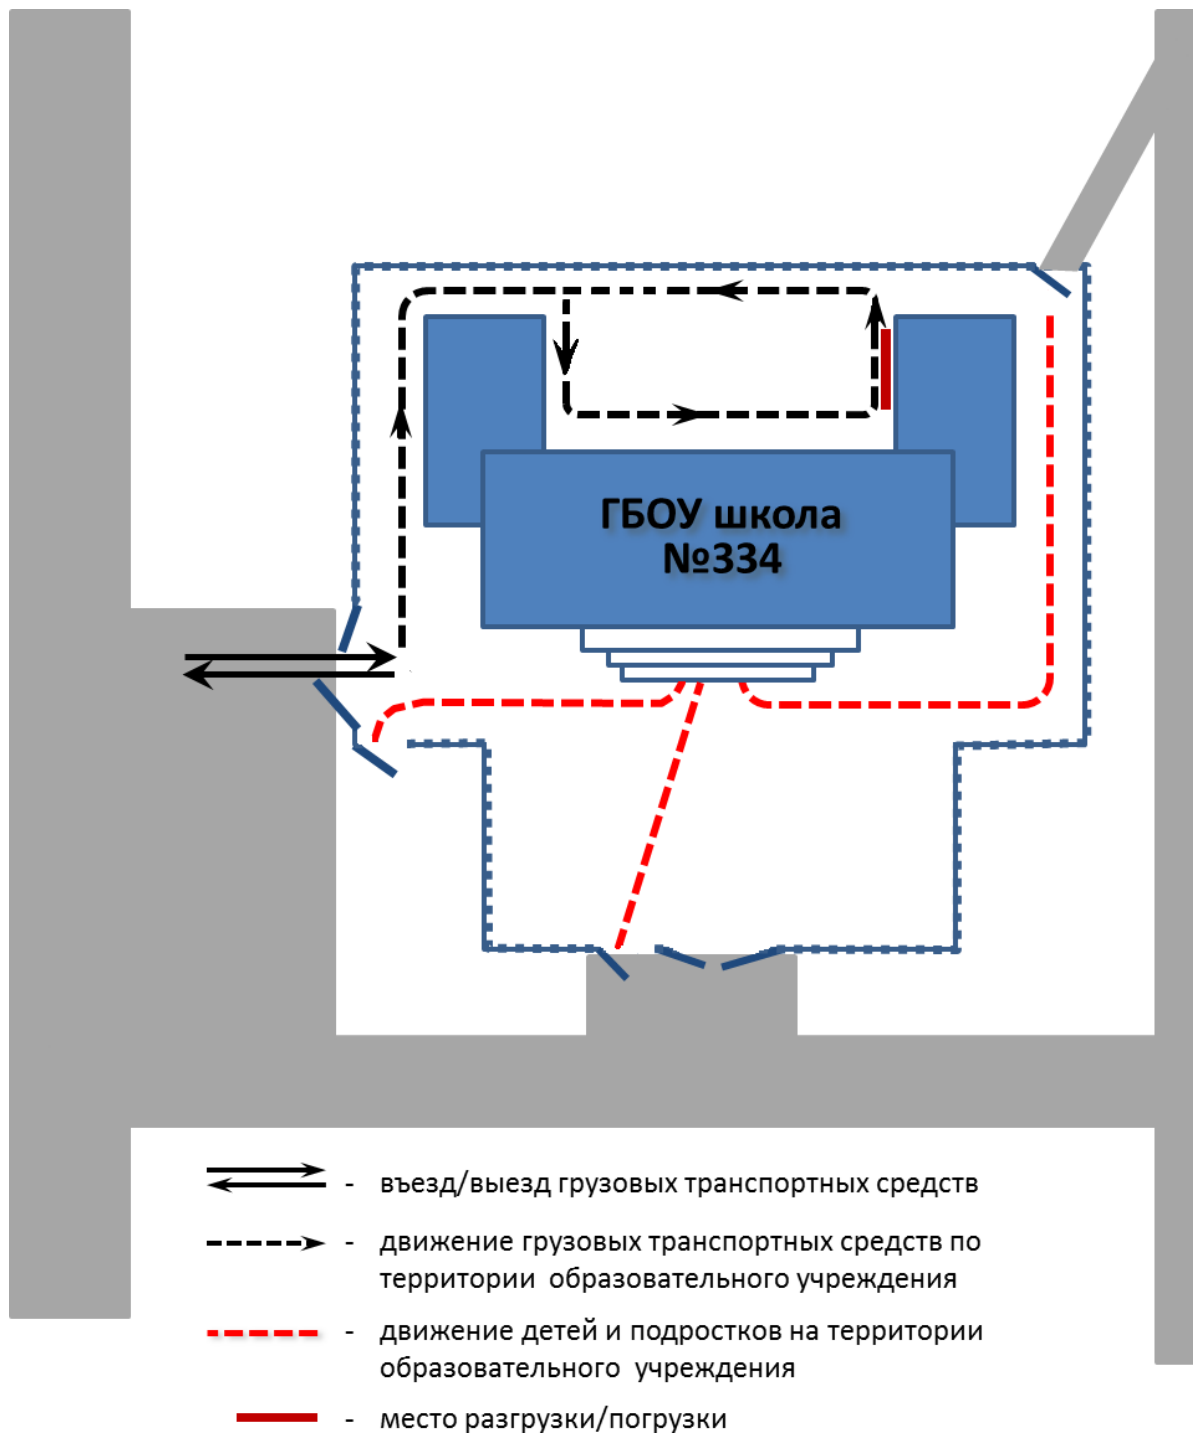 ГБОУ школа
№334
- въезд/выезд грузовых транспортных средств
- движение грузовых транспортных средств по
территории образовательного учреждения
- движение детей и подростков на территории
образовательного учреждения
- место разгрузки/погрузки